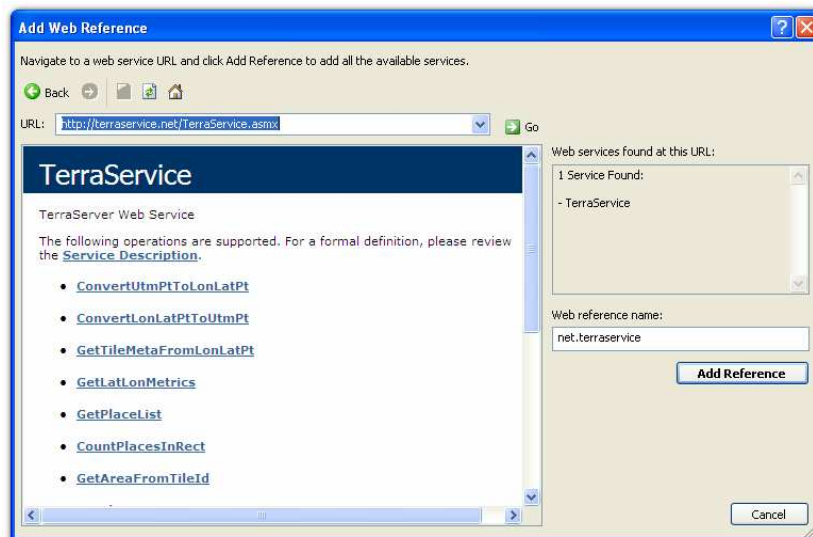 Add Web Reference
Navigate to a web service URL and click Add Reference to add all the available services.
Back
URL: http://terraservice.net/TerraService.asmx Go
TerraService
TerraServer Web Service
The following operations are supported. For a formal definition, please review
the Service Description.
• ConvertUtmPtToLonLatPt
• ConvertLonLatPtToUtmPt
• GetTileMetaFromLonLatPt
• GetLatLonMetrics
• GetPlaceList
• CountPlacesInRect
• GetAreaFromTileId
Web services found at this URL:
1 Service Found:
- TerraService
Web reference name:
net.terraservice
Add Reference
Cancel